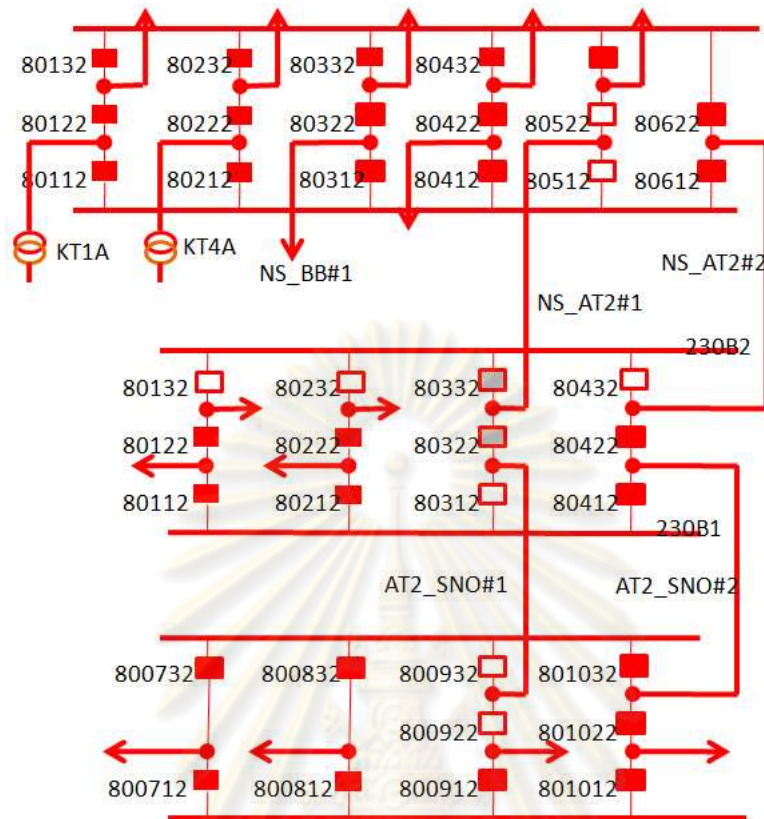 80132 80232 80332 80432
80122 80222 80322 80422 80522 80622
80112 80212 80312 80412 80512 80612
KT1A KT4A NS_BB#1 NS_AT2#2
NS_AT2#1
230B2
80132 80232 80332 80432
80122 80222 80322 80422
80112 80212 80312 80412
230B1
AT2_SNO#1 AT2_SNO#2
800732 800832 800932 801032
800922 801022
800712 800812 800912 801012